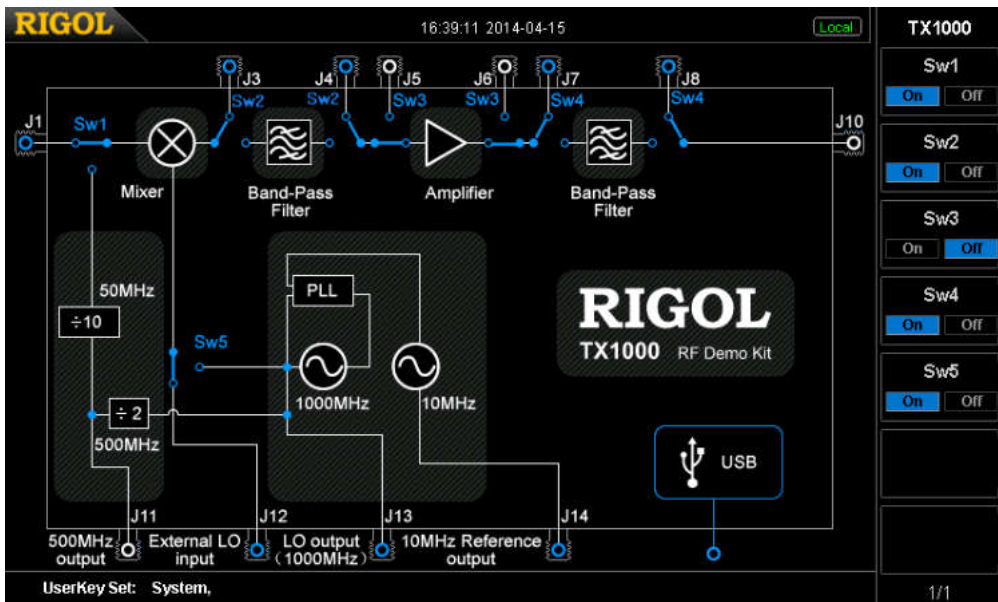 RIGOL
16:39:11 2014-04-15
Local
TX1000
Sw1
On Off
Sw2
On Off
Sw3
On Off
Sw4
On Off
Sw5
On Off
1/1
J3 J4 J5 J6 J7 J8
Sw2 Sw2 Sw3 Sw3 Sw4 Sw4
J1 Sw1 J10
Mixer
Band-Pass
Filter
Amplifier
Band-Pass
Filter
50MHz
÷10
Sw5
÷ 2
500MHz
PLL
1000MHz
10MHz
RIGOL
TX1000 RF Demo Kit
USB
J11 J12 J13 J14
500MHz
output
External LO
input
LO output
(1000MHz)
10MHz Reference
output
UserKey Set: System,